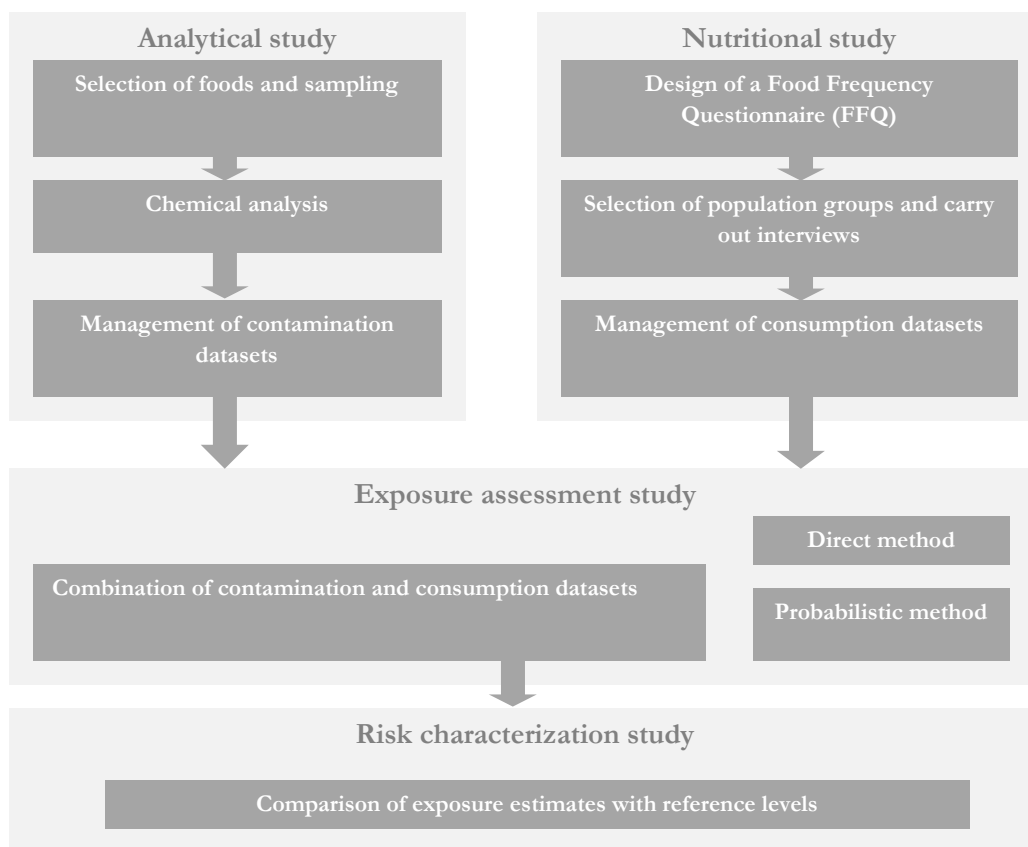 Analytical study
Selection of foods and sampling
Chemical analysis
Management of contamination
datasets
Nutritional study
Design of a Food Frequency
Questionnaire (FFQ)
Selection of population groups and carry
out interviews
Management of consumption datasets
Exposure assessment study
Combination of contamination and consumption datasets
Direct method
Probabilistic method
Risk characterization study
Comparison of exposure estimates with reference levels